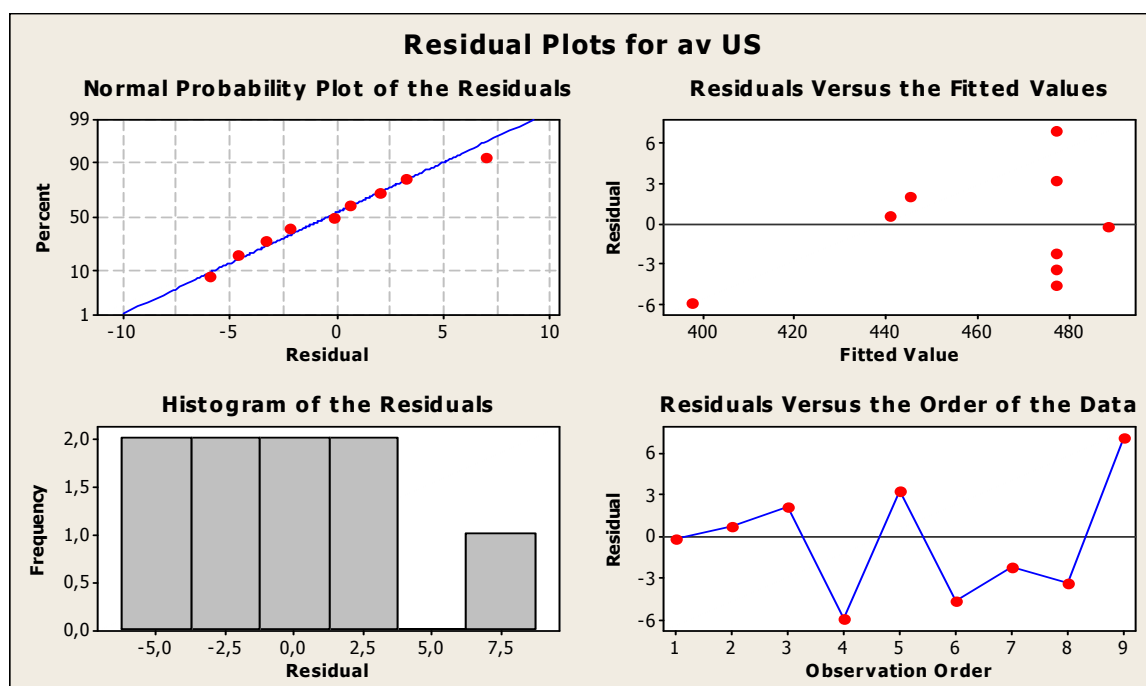 Residual Plots for av US
Normal Probability Plot of the Residuals
99
90
50
10
1
Percent
-10 -5 0 5 10
Residual
Residuals Versus the Fitted Values
6
3
0
-3
-6
Residual
400 420 440 460 480
Fitted Value
Histogram of the Residuals
2,0
1,5
1,0
0,5
0,0
Frequency
-5,0 -2,5 0,0 2,5 5,0 7,5
Residual
Residuals Versus the Order of the Data
6
3
0
-3
-6
Residual
1 2 3 4 5 6 7 8 9
Observation Order